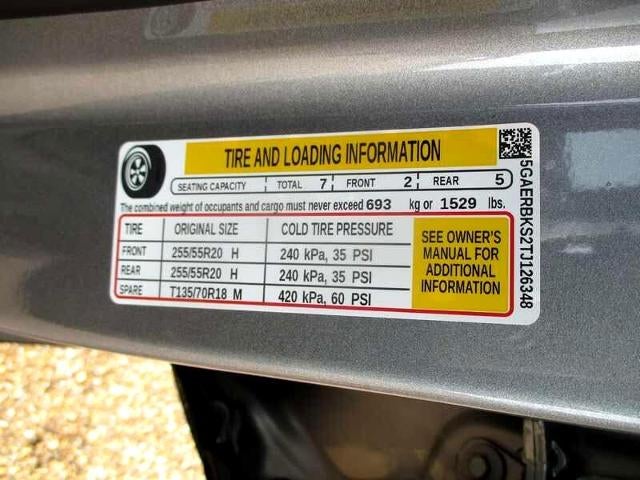 TIRE AND LOADING INFORMATION
SEATING CAPACITY TOTAL 7 FRONT 2 REAR 5
The combined weight of occupants and cargo must never exceed 693 kg or 1529 lbs.
TIRE ORIGINAL SIZE COLD TIRE PRESSURE
FRONT 255/55R20 H 240 kPa, 35 PSI
REAR 255/55R20 H 240 kPa, 35 PSI
SPARE T135/70R18 M 420 kPa, 60 PSI
SEE OWNER'S
MANUAL FOR
ADDITIONAL
INFORMATION
5GAERBKS2TJ126348